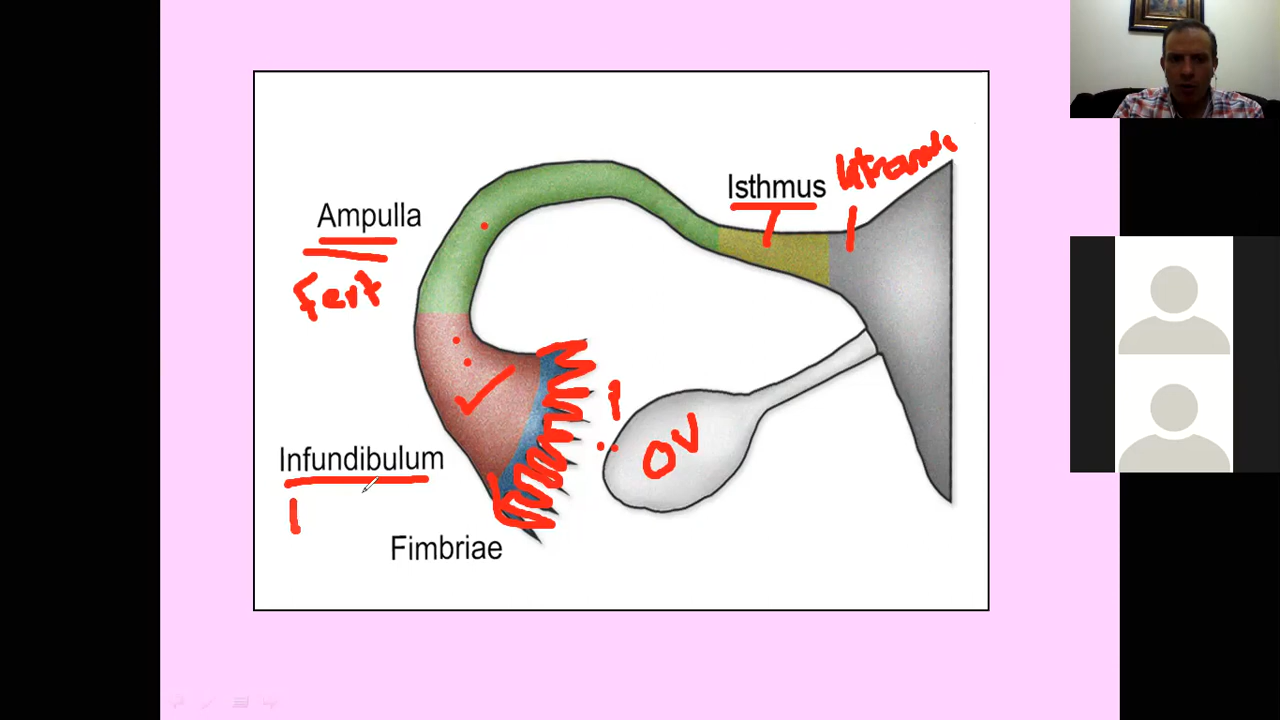 Isthmus
Ampulla
Fert
OV
Infundibulum
Fimbriae